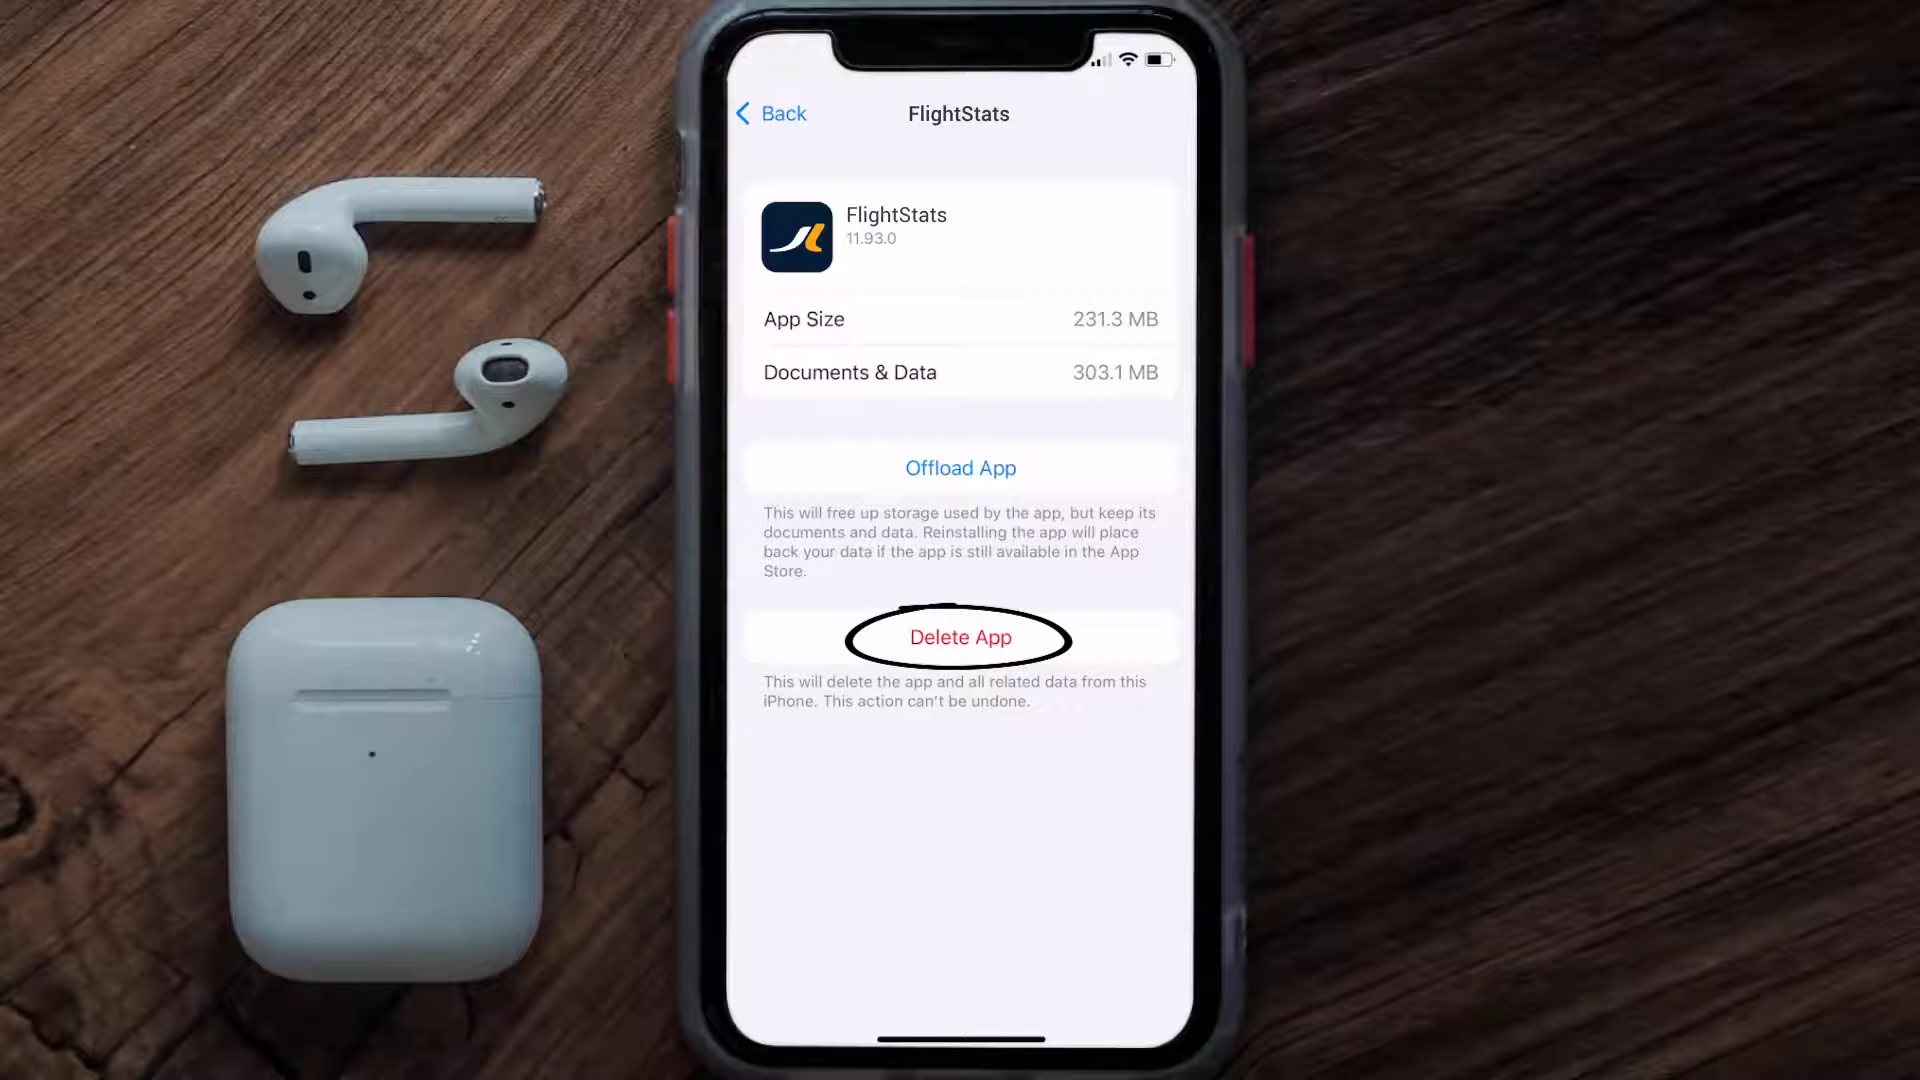 Back
FlightStats
FlightStats
11.93.0
App Size 231.3 MB
Documents & Data 303.1 MB
Offload App
This will free up storage used by the app, but keep its
documents and data. Reinstalling the app will place
back your data if the app is still available in the App
Store.
Delete App
This will delete the app and all related data from this
iPhone. This action can't be undone.